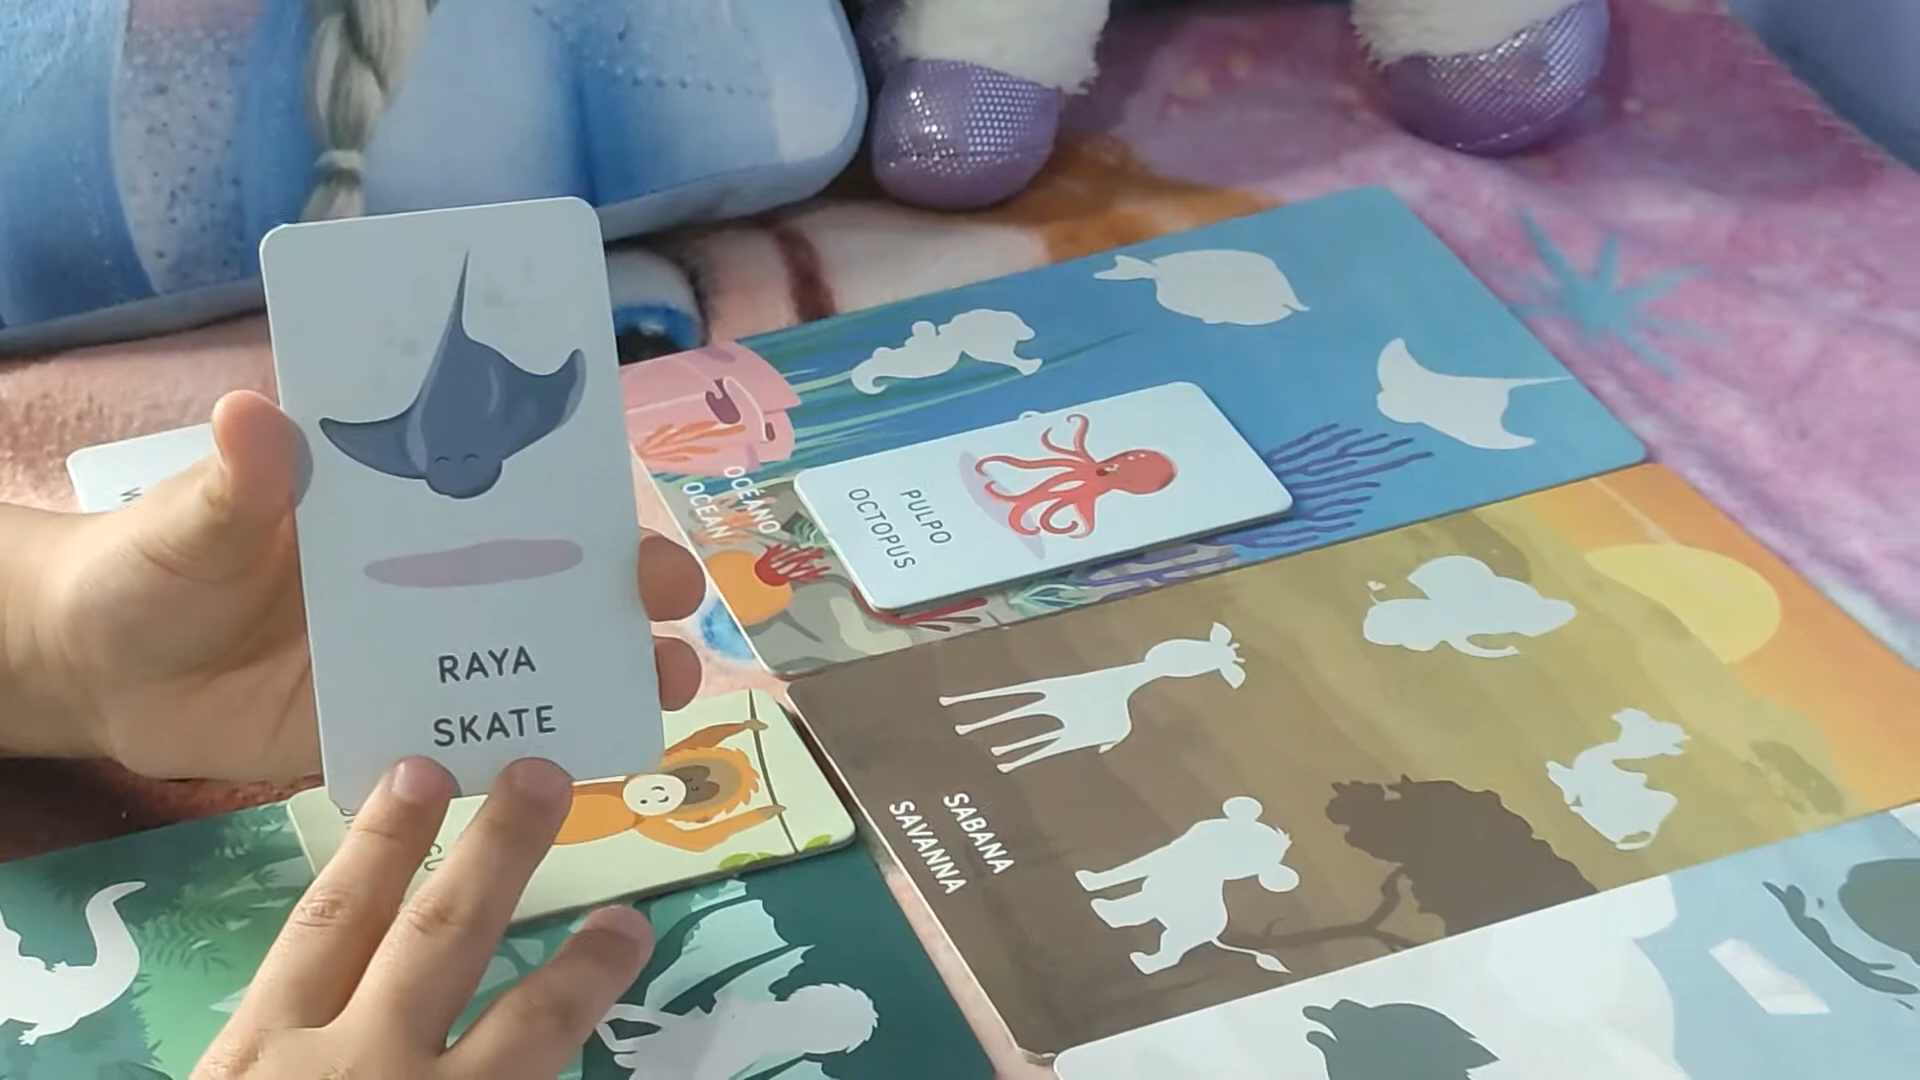 RAYA
SKATE
OCÉANO
OCEAN
PULPO
OCTOPUS
SABANA
SAVANNA